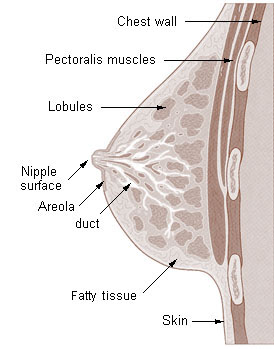 Chest wall
Pectoralis muscles
Lobules
Nipple
surface
Areola
duct
Fatty tissue
Skin